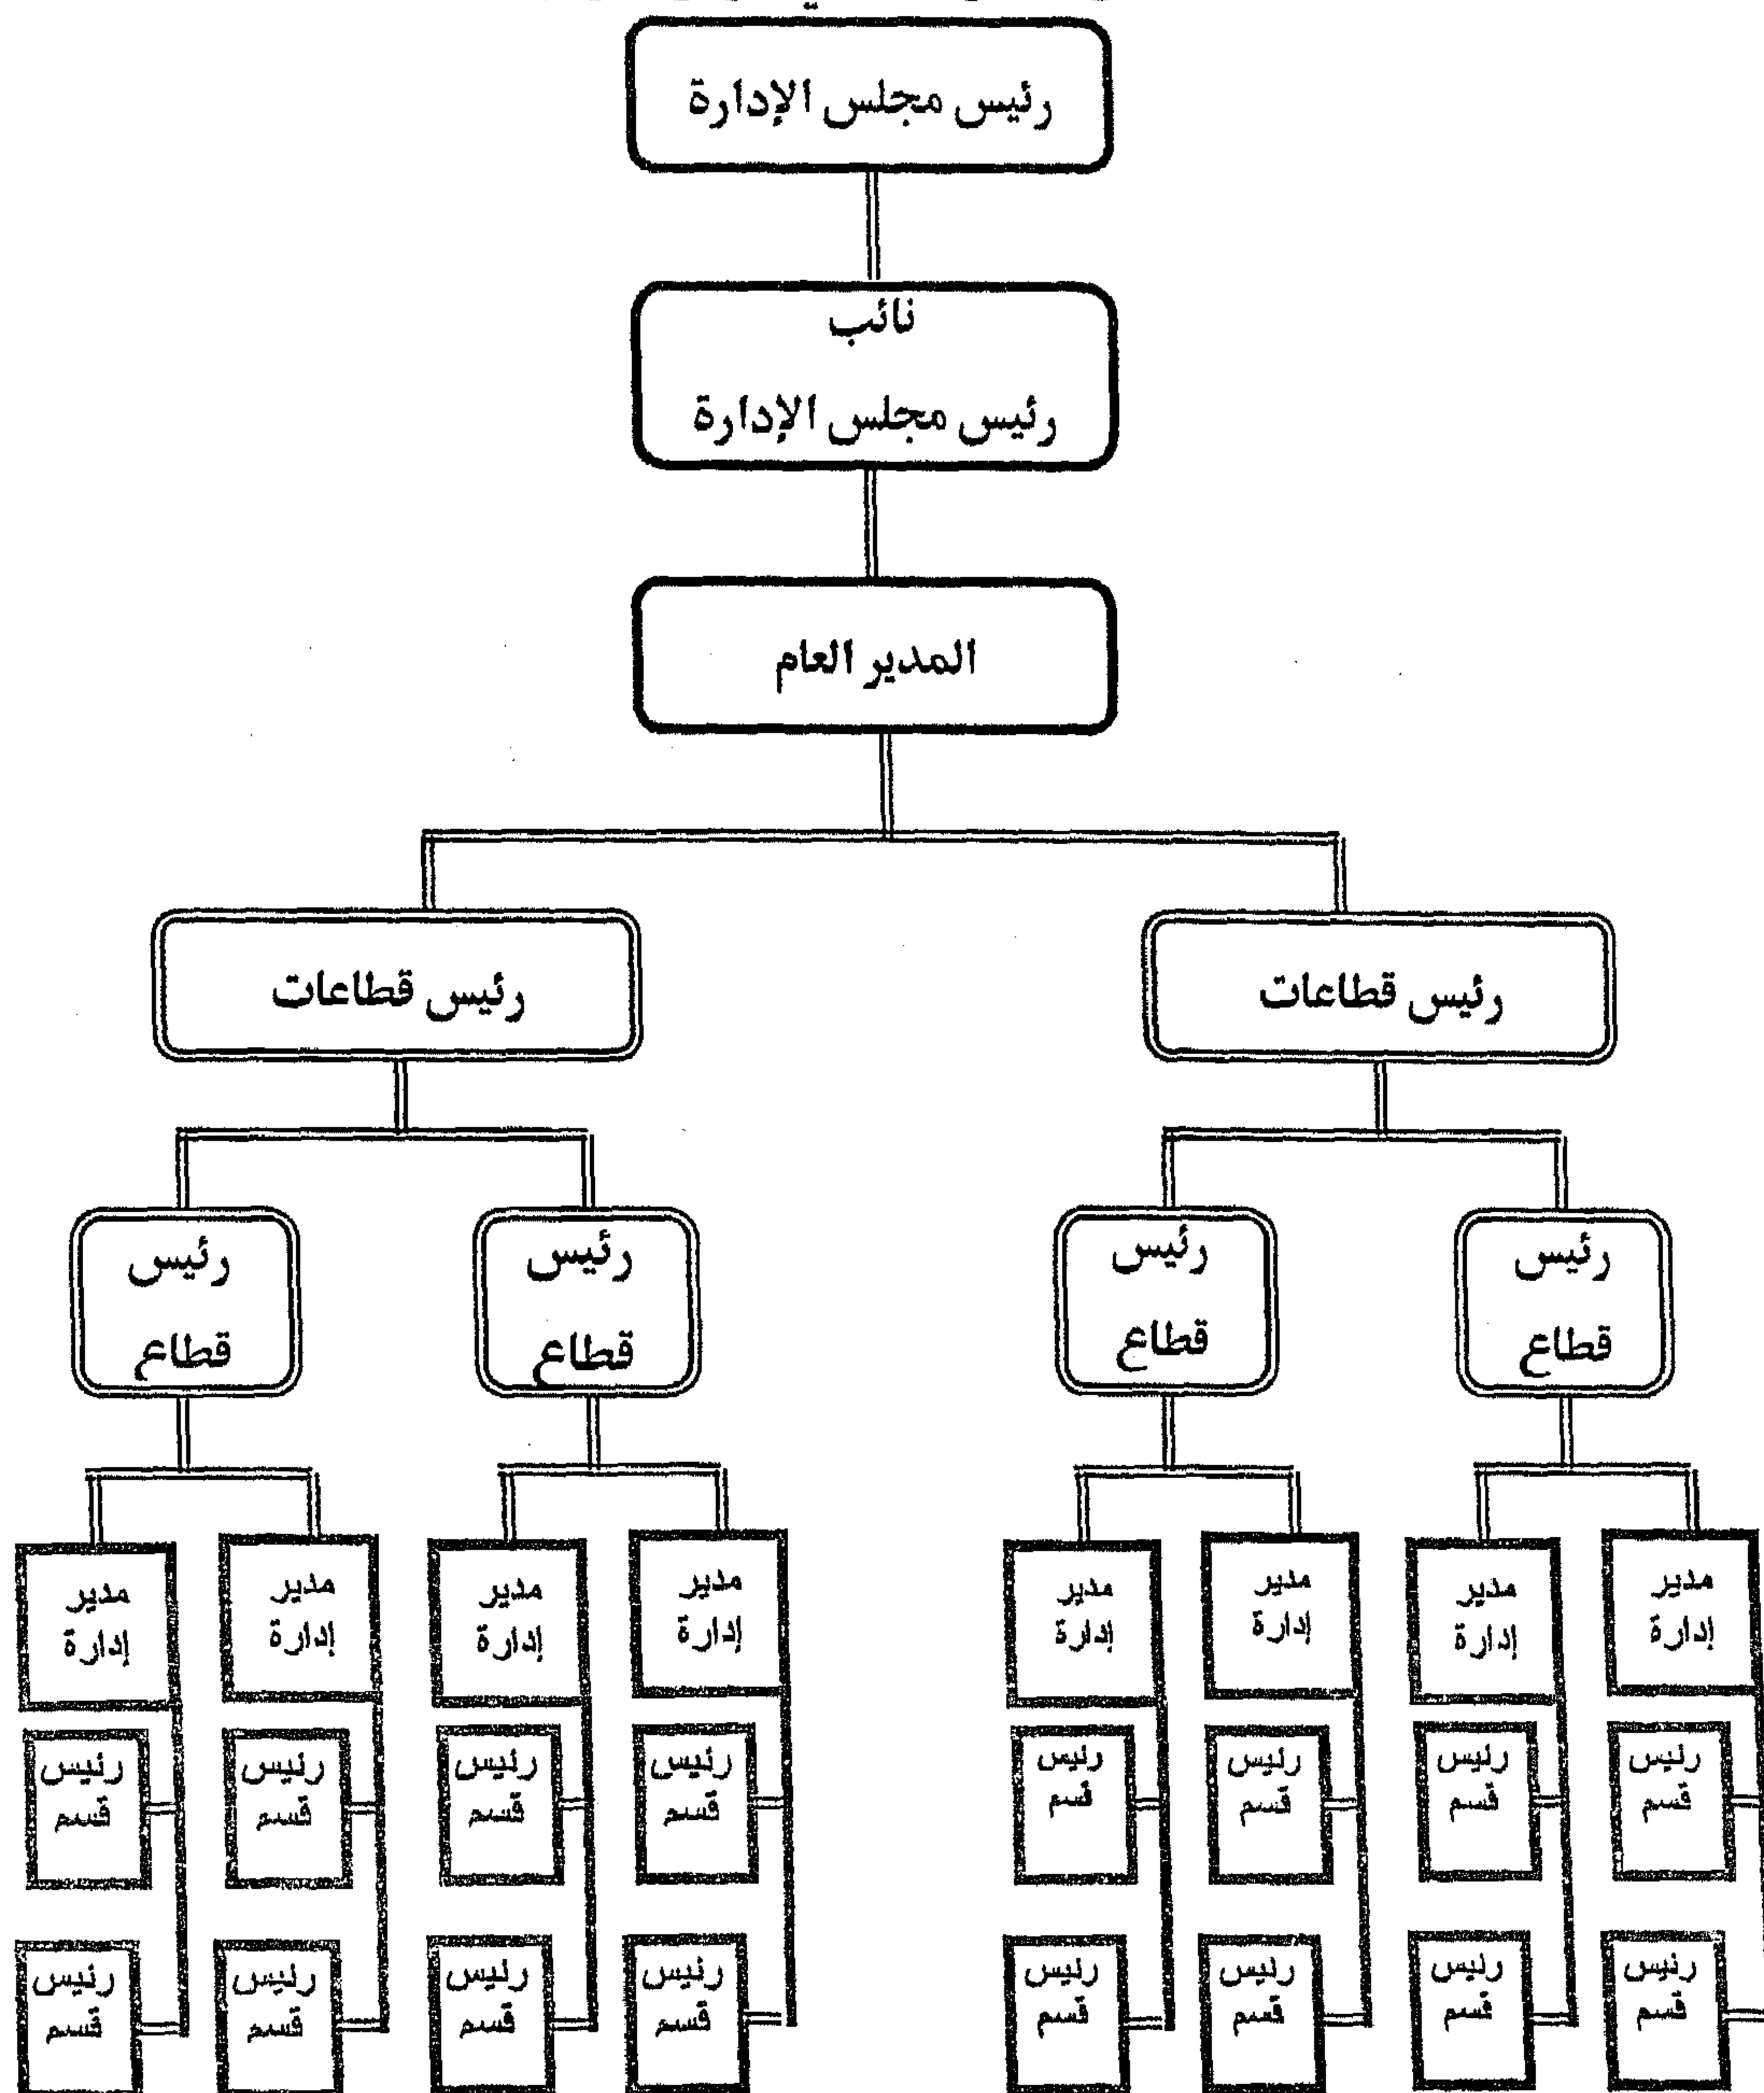 رئيس مجلس الإدارة
نائب
رئيس مجلس الإدارة
المدير العام
رئيس قطاعات
رئيس قطاعات
رئيس
قطاع
رئيس
قطاع
رئيس
قطاع
رئيس
قطاع
مدير
إدارة
مدير
إدارة
مدير
إدارة
مدير
إدارة
مدير
إدارة
مدير
إدارة
مدير
إدارة
مدير
إدارة
رئيس
قسم
رئيس
قسم
رئيس
قسم
رئيس
قسم
رئيس
قسم
رئيس
قسم
رئيس
قسم
رئيس
قسم
رئيس
قسم
رئيس
قسم
رئيس
قسم
رئيس
قسم
رئيس
قسم
رئيس
قسم
رئيس
قسم
رئيس
قسم